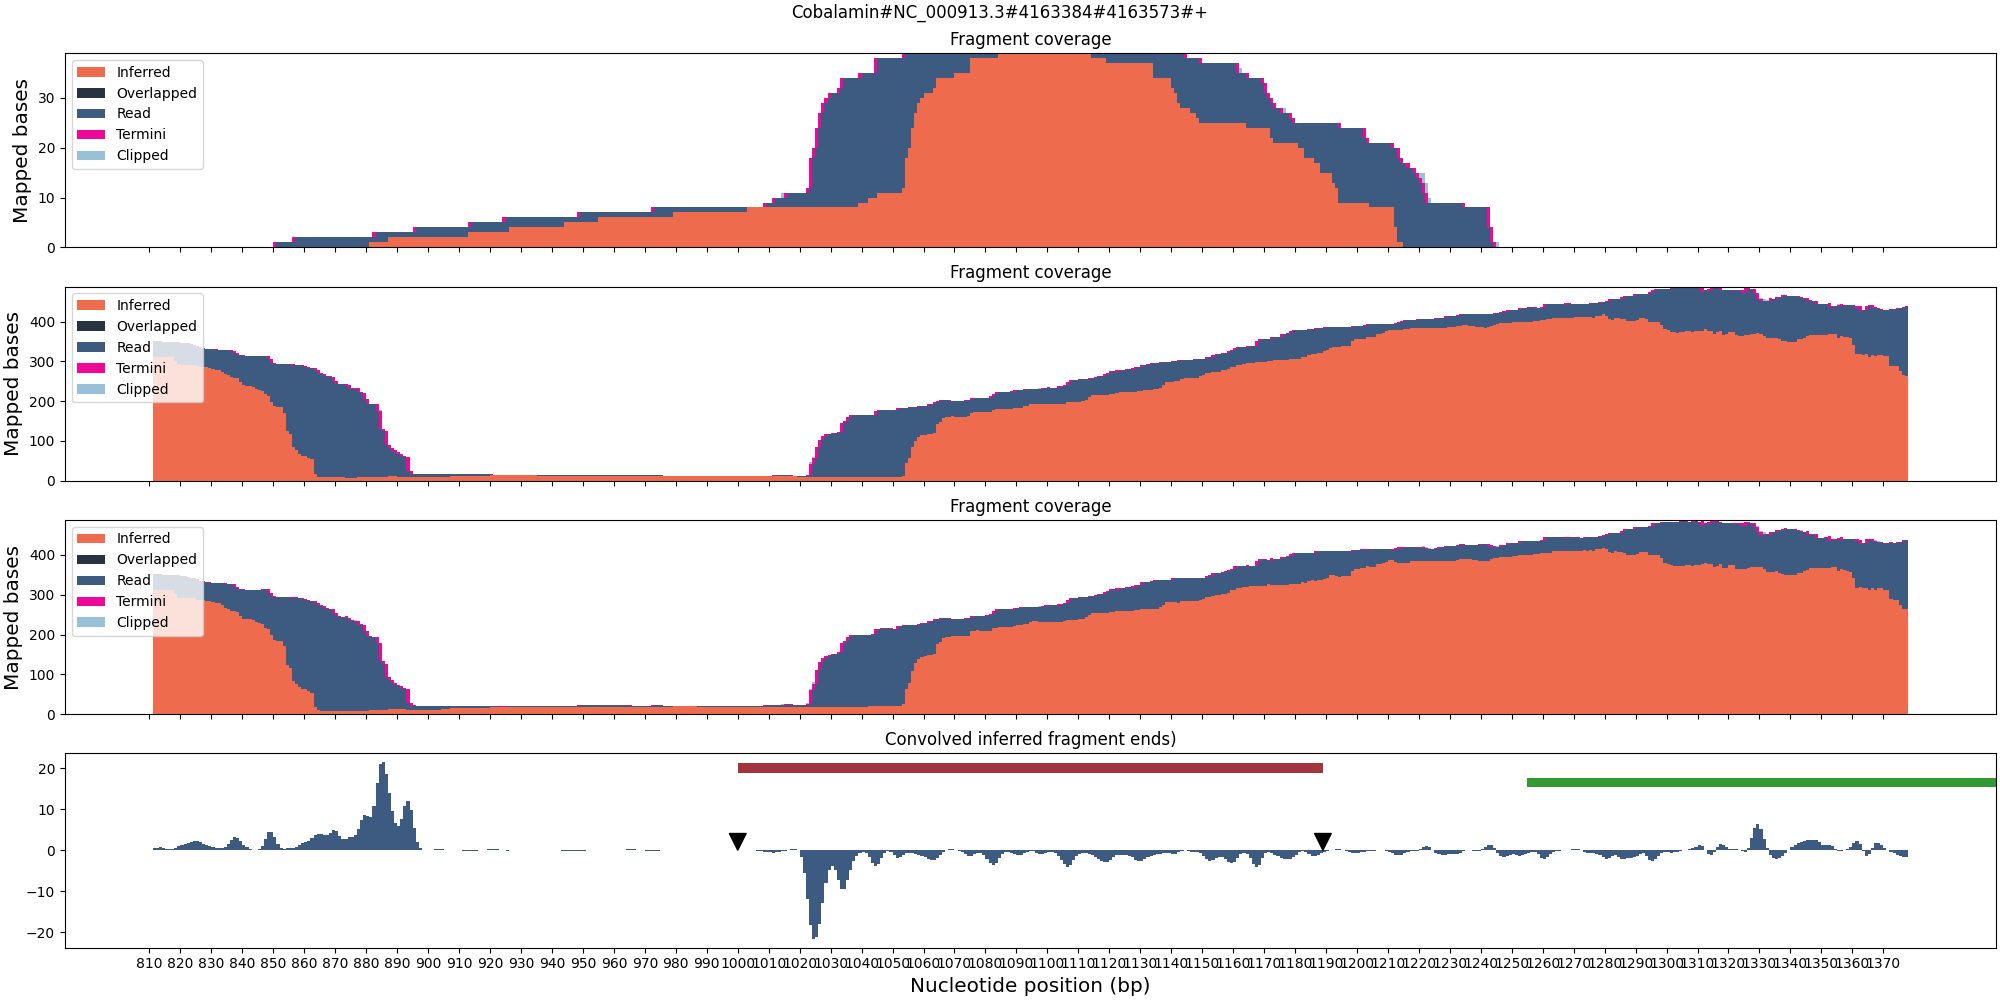 Cobalamin#NC_000913.3#4163384#4163573#+
Fragment coverage
Mapped bases
30
20
10
0
Inferred
Overlapped
Read
Termini
Clipped
Fragment coverage
Mapped bases
400
300
200
100
0
Inferred
Overlapped
Read
Termini
Clipped
Fragment coverage
Mapped bases
400
300
200
100
0
Inferred
Overlapped
Read
Termini
Clipped
Convolved inferred fragment ends)
20
10
0
−10
−20
810 820 830 840 850 860 870 880 890 900 910 920 930 940 950 960 970 980 990 1000 1010 1020 1030 1040 1050 1060 1070 1080 1090 1100 1110 1120 1130 1140 1150 1160 1170 1180 1190 1200 1210 1220 1230 1240 1250 1260 1270 1280 1290 1300 1310 1320 1330 1340 1350 1360 1370
Nucleotide position (bp)